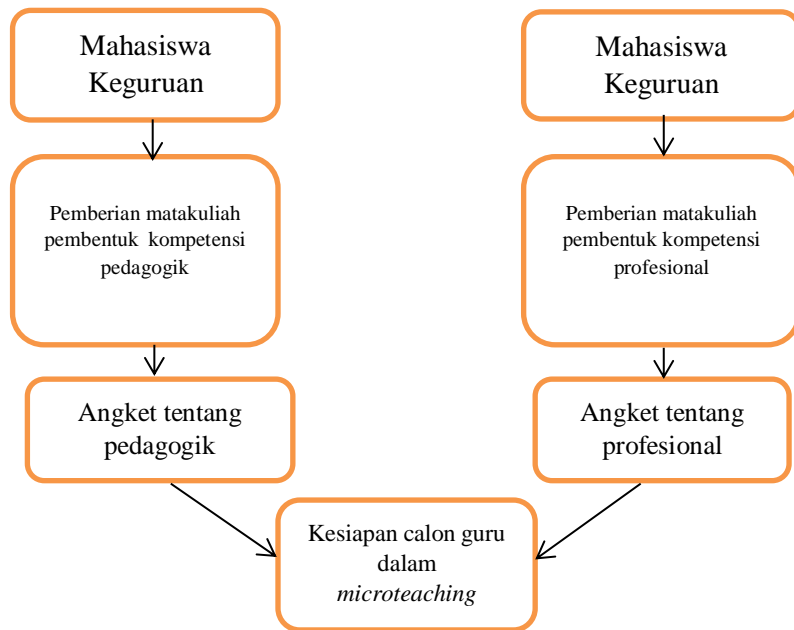 Mahasiswa
Keguruan
Mahasiswa
Keguruan
Pemberian matakuliah
pembentuk kompetensi
pedagogik
Pemberian matakuliah
pembentuk kompetensi
profesional
Angket tentang
pedagogik
Angket tentang
profesional
Kesiapan calon guru
dalam
microteaching